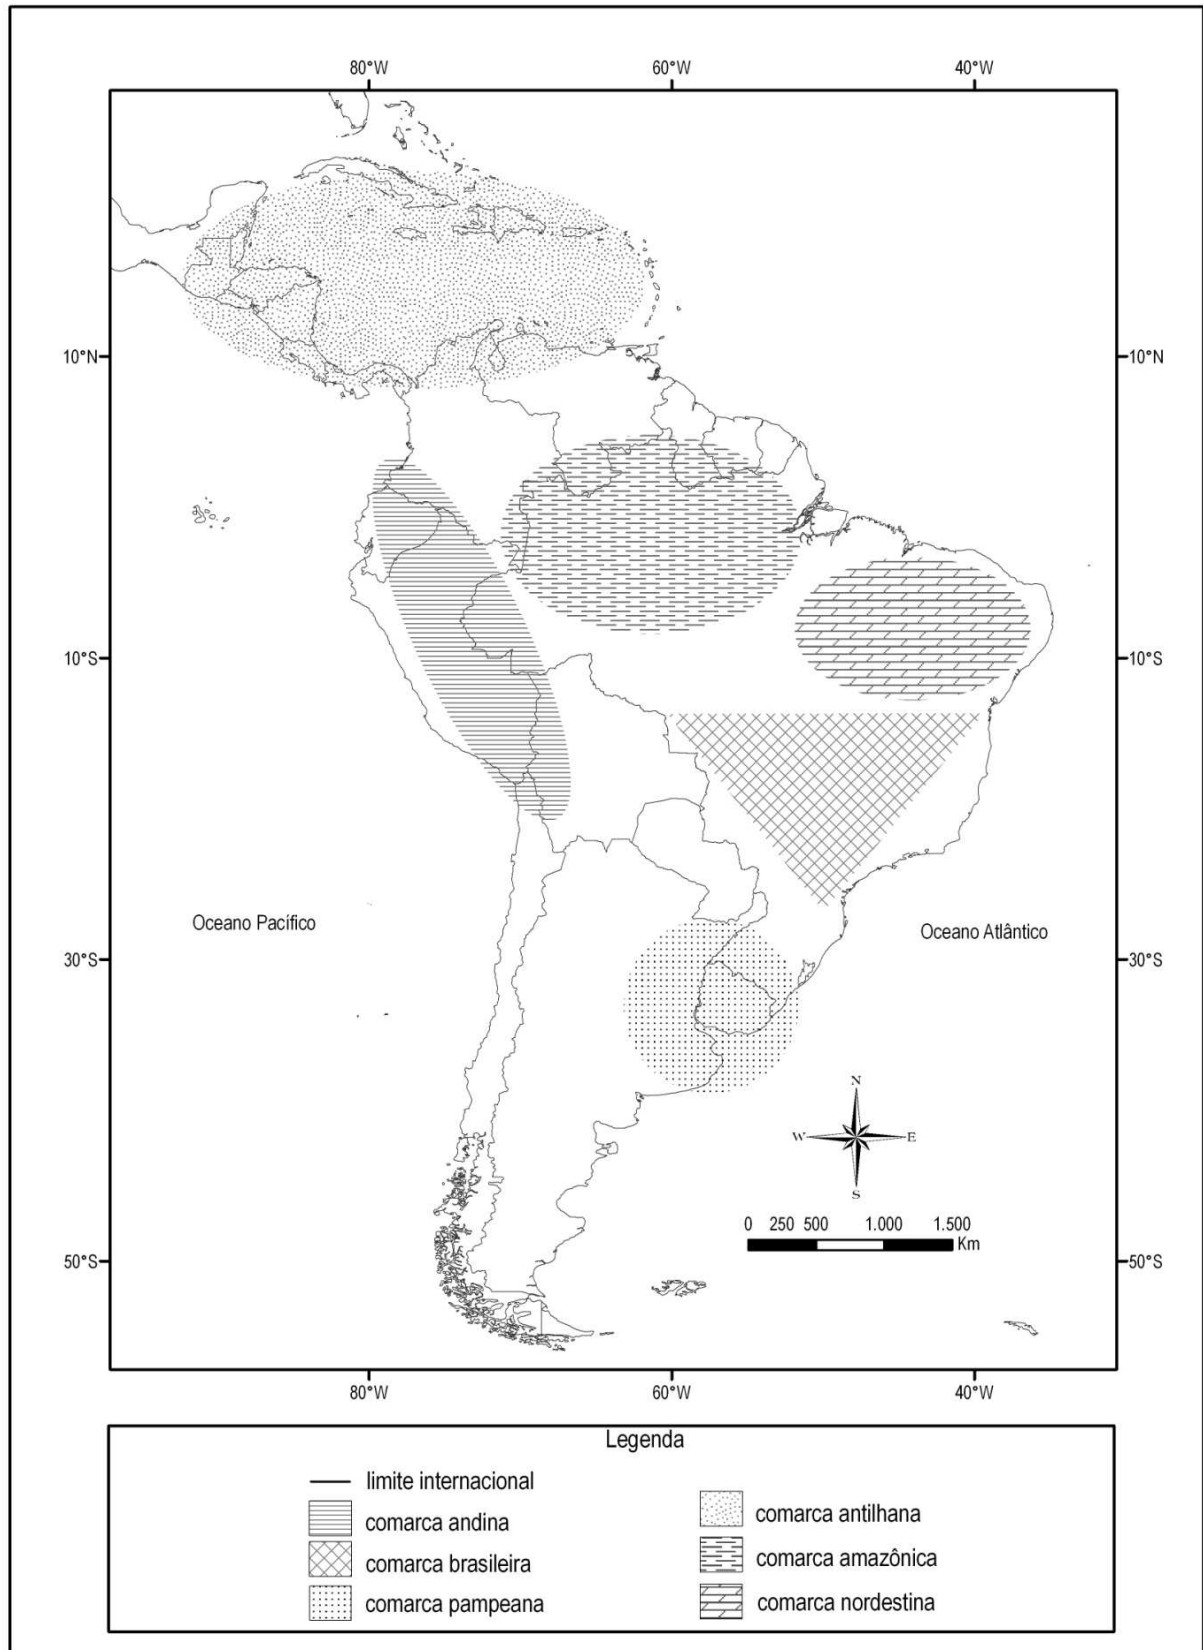 80°W 60°W 40°W
10°N 10°N
10°S 10°S
Oceano Pacífico
Oceano Atlântico
30°S 30°S
N
W E
S
0 250 500 1.000 1.500
Km
50°S 50°S
80°W 60°W 40°W
Legenda
limite internacional
comarca andina
comarca brasileira
comarca pampeana
comarca antilhana
comarca amazônica
comarca nordestina